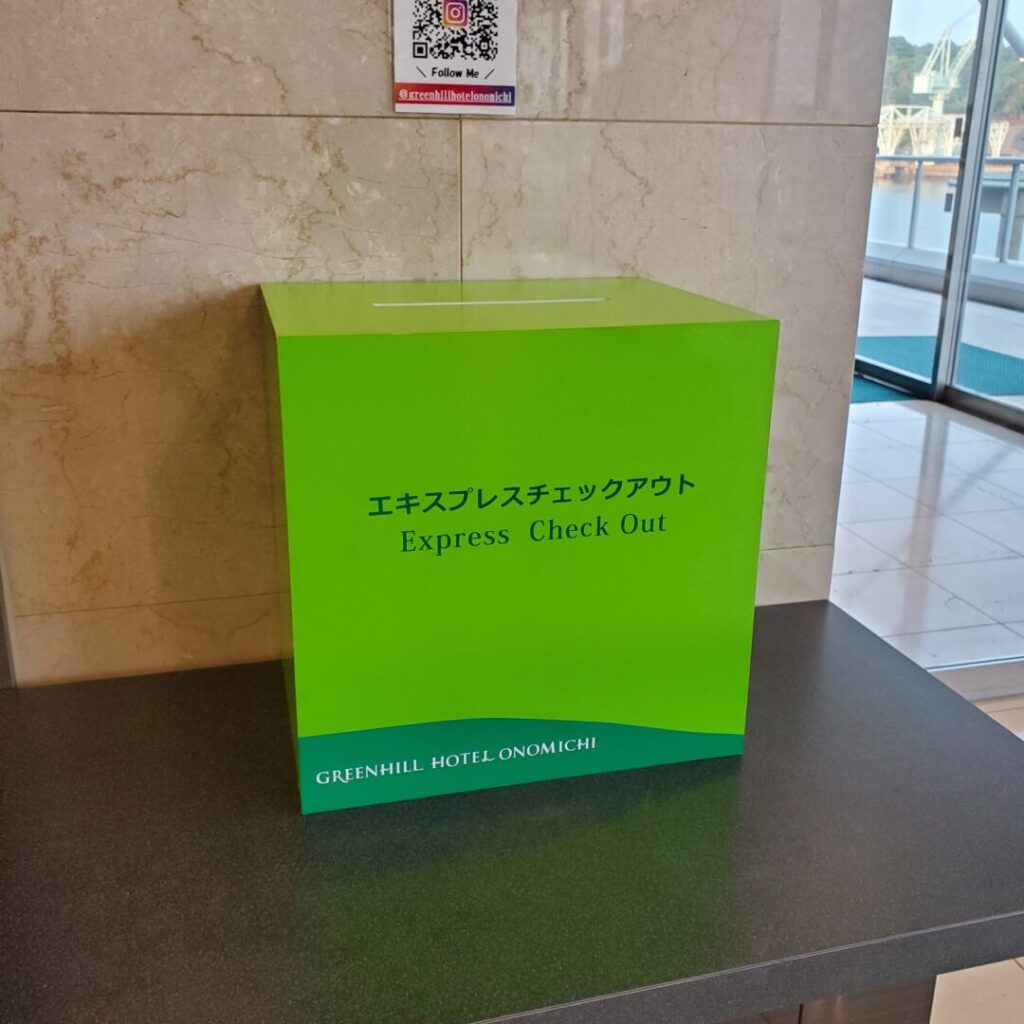 \ Follow Me /
@greenhillhotelonomichi
エキスプレスチェックアウト
Express Check Out
GREENHILL HOTEL ONOMICHI